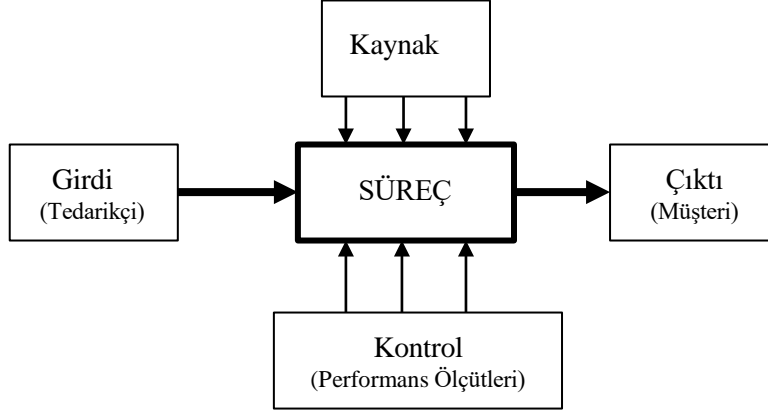 Kaynak
Girdi
(Tedarikçi)
SÜREÇ
Çıktı
(Müşteri)
Kontrol
(Performans Ölçütleri)